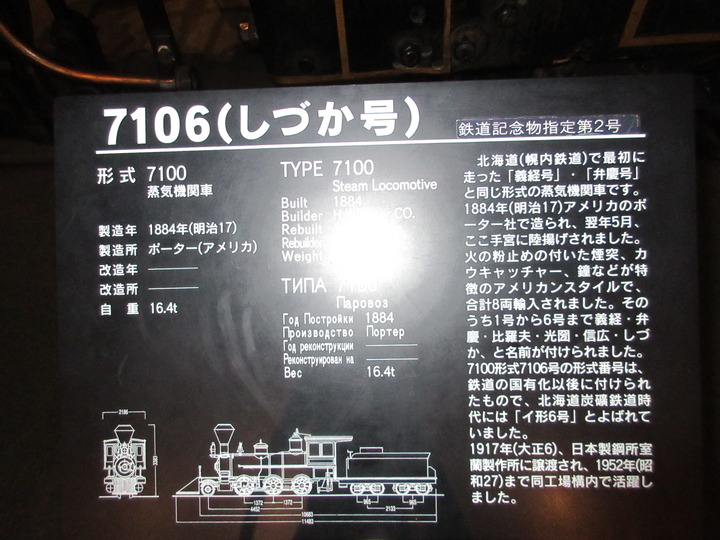 7106(しづか号)
鉄道記念物指定第2号
形式 7100
蒸気機関車
製造年 1884年(明治17)
製造所 ポーター(アメリカ)
改造年
改造所
自重 16.4t
TYPE 7100
Steam Locomotive
Built 1884
Builder CO.
Rebuilt
Rebuilder
Weight
ТИПА
Паровоз
Год Постройки 1884
Производство Портер
Год реконструкции
Реконструирован на
Вес 16.4t
北海道(幌内鉄道)で最初に
走った「義経号」・「弁慶号」
と同じ形式の蒸気機関車です。
1884年(明治17)アメリカのポ
ーター社で造られ、翌年5月、
ここ手宮に陸揚げされました。
火の粉止めの付いた煙突、カ
ウキャッチャー、鐘などが特
徴のアメリカンスタイルで、
合計8両輸入されました。その
うち1号から6号まで義経・弁
慶・比羅夫・光圀・信広・しづ
か、と名前が付けられました。
7100形式7106号の形式番号は、
鉄道の国有化以後に付けられ
たもので、北海道炭礦鉄道時
代には「イ形6号」とよばれて
いました。
1917年(大正6)、日本製鋼所室
蘭製作所に譲渡され、1952年(昭
和27)まで同工場構内で活躍し
ました。
2186
1372 1372 965 965
4452 2133
10683
11483